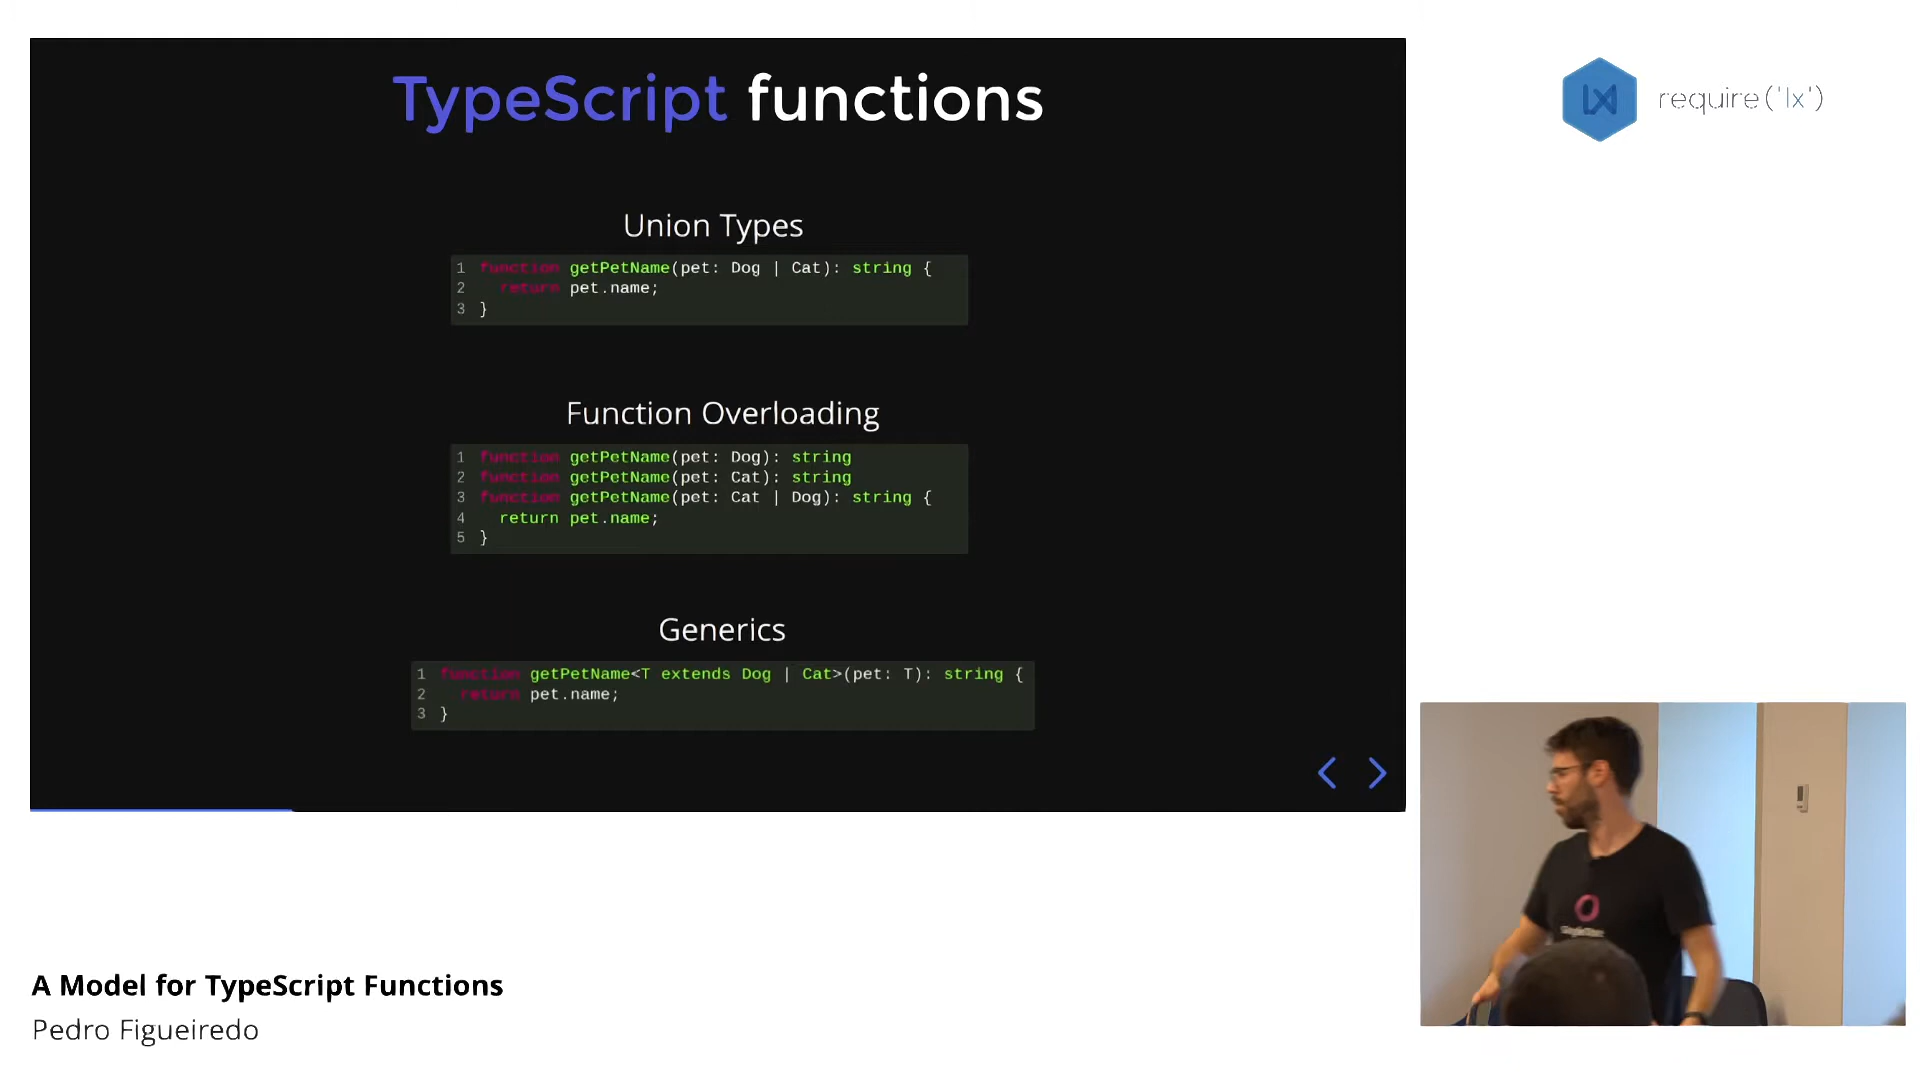 TypeScript functions
require('lx')
Union Types
1 function getPetName(pet: Dog | Cat): string {
2   return pet.name;
3 }
Function Overloading
1 function getPetName(pet: Dog): string
2 function getPetName(pet: Cat): string
3 function getPetName(pet: Cat | Dog): string {
4   return pet.name;
5 }
Generics
1 function getPetName<T extends Dog | Cat>(pet: T): string {
2   return pet.name;
3 }
A Model for TypeScript Functions
Pedro Figueiredo